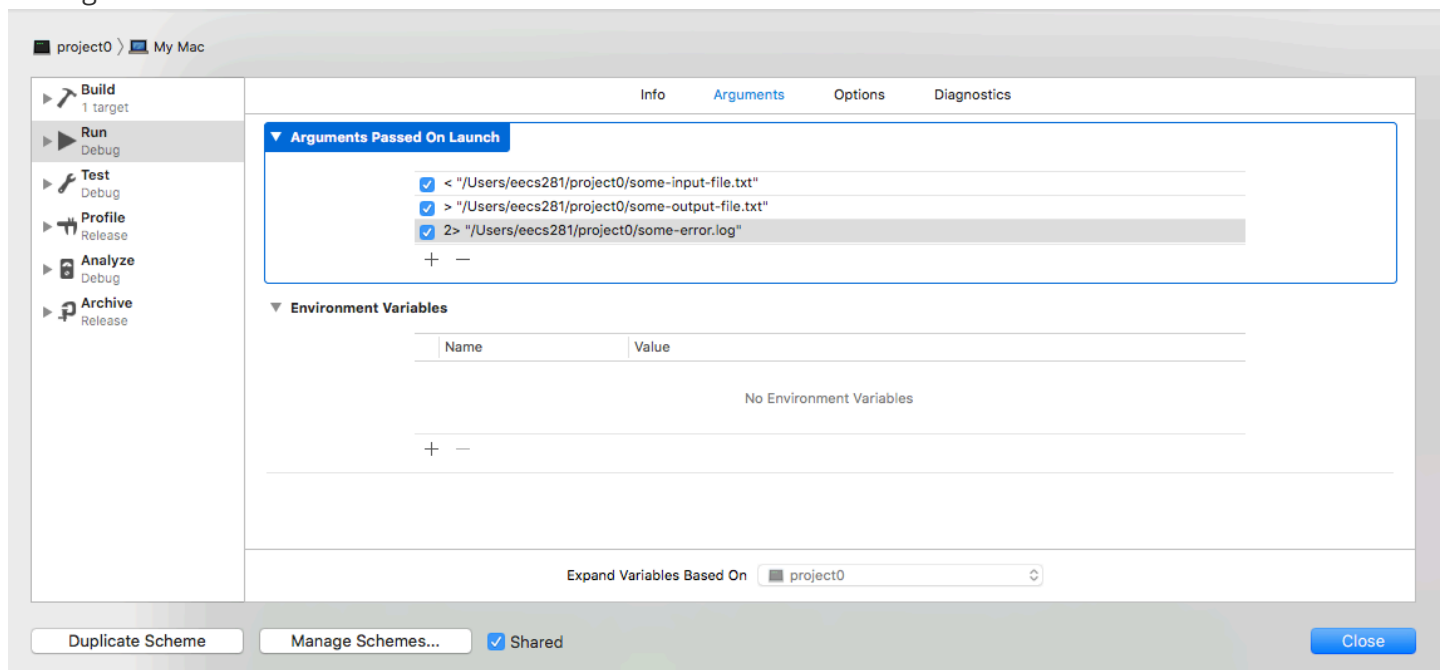 project0 〉 My Mac
Build
1 target
Run
Debug
Test
Debug
Profile
Release
Analyze
Debug
Archive
Release
Info Arguments Options Diagnostics
Arguments Passed On Launch
< "/Users/eecs281/project0/some-input-file.txt"
> "/Users/eecs281/project0/some-output-file.txt"
2> "/Users/eecs281/project0/some-error.log"
+ −
Environment Variables
Name Value
No Environment Variables
+ −
Expand Variables Based On project0
Duplicate Scheme Manage Schemes... Shared Close